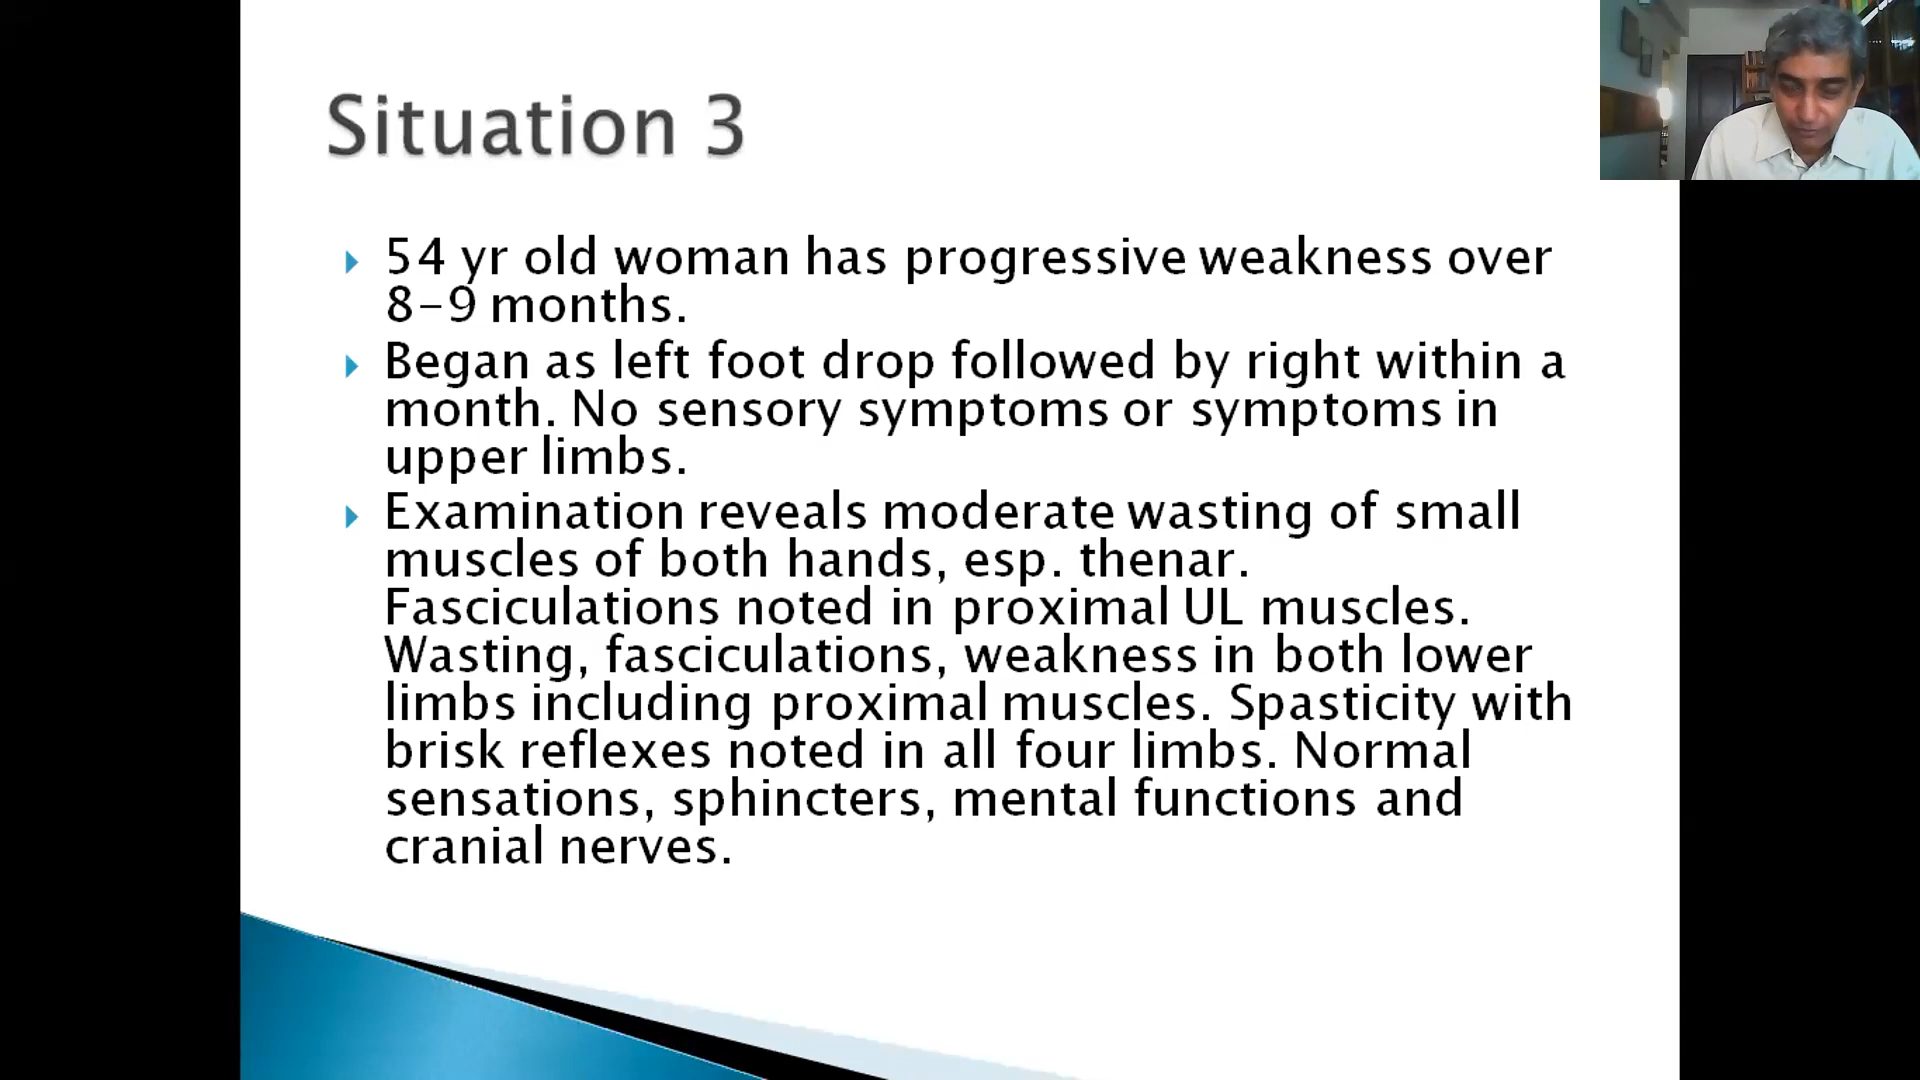 Situation 3
54 yr old woman has progressive weakness over
8-9 months.
Began as left foot drop followed by right within a
month. No sensory symptoms or symptoms in
upper limbs.
Examination reveals moderate wasting of small
muscles of both hands, esp. thenar.
Fasciculations noted in proximal UL muscles.
Wasting, fasciculations, weakness in both lower
limbs including proximal muscles. Spasticity with
brisk reflexes noted in all four limbs. Normal
sensations, sphincters, mental functions and
cranial nerves.